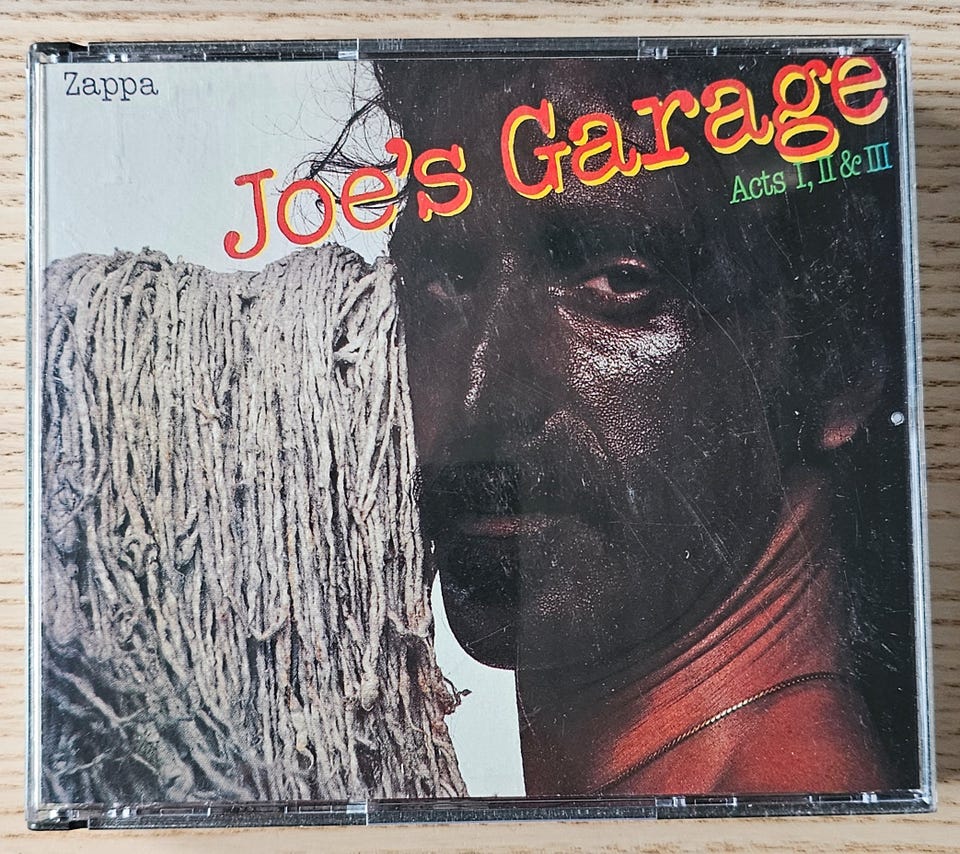 Zappa
Joe's Garage
Acts I, II & III